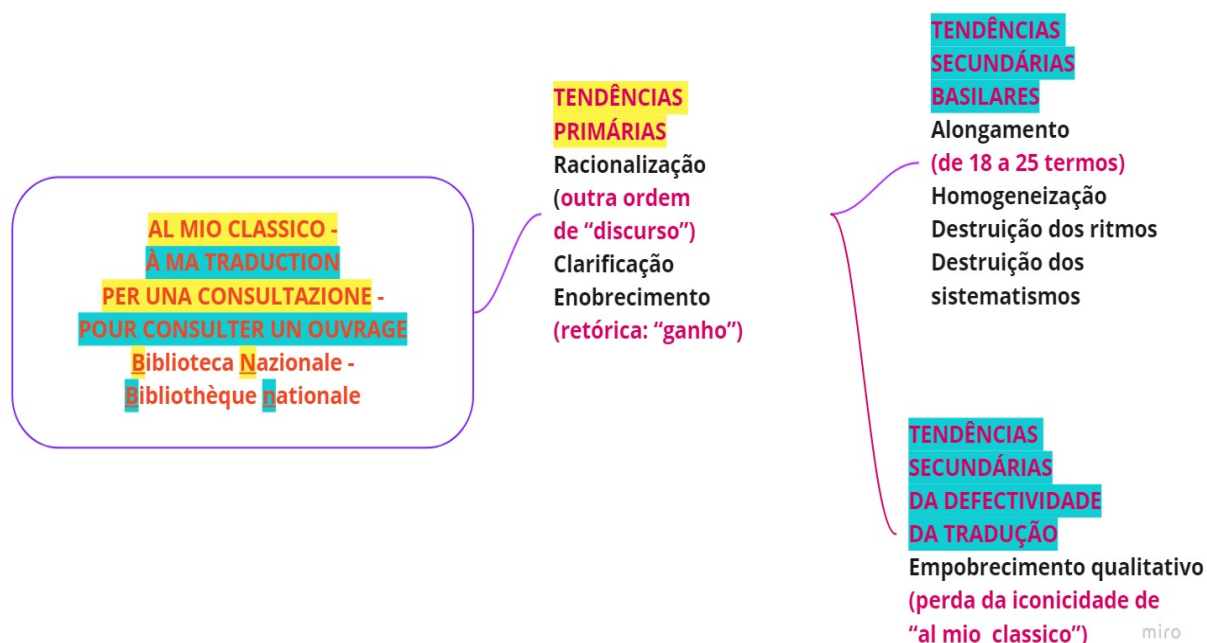 AL MIO CLASSICO -
À MA TRADUCTION
PER UNA CONSULTAZIONE -
POUR CONSULTER UN OUVRAGE
Biblioteca Nazionale -
Bibliothèque nationale
TENDÊNCIAS
PRIMÁRIAS
Racionalização
(outra ordem
de “discurso”)
Clarificação
Enobrecimento
(retórica: “ganho”)
TENDÊNCIAS
SECUNDÁRIAS
BASILARES
Alongamento
(de 18 a 25 termos)
Homogeneização
Destruição dos ritmos
Destruição dos
sistematismos
TENDÊNCIAS
SECUNDÁRIAS
DA DEFECTIVIDADE
DA TRADUÇÃO
Empobrecimento qualitativo
(perda da iconicidade de
“al mio classico”)
miro